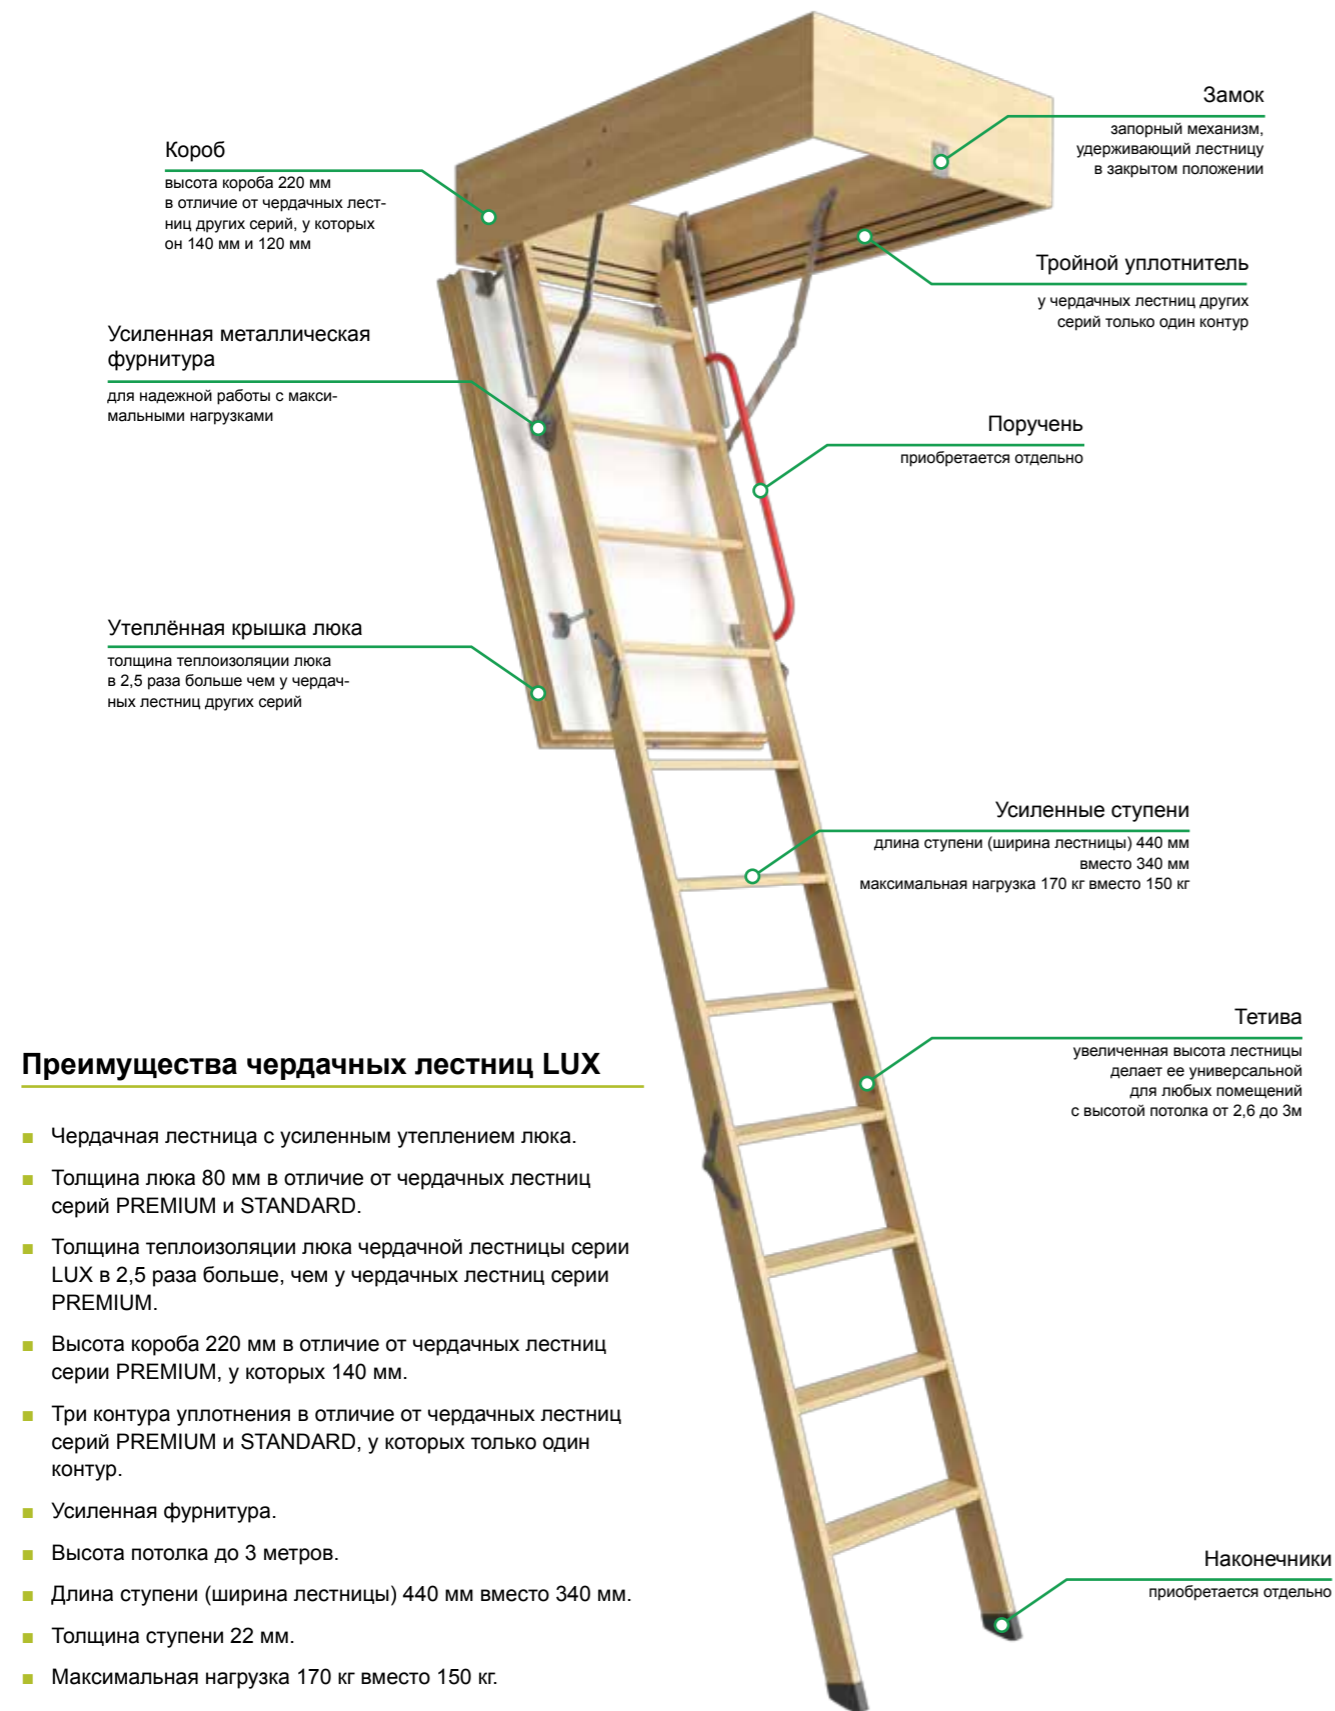 Замок
запорный механизм,
удерживающий лестницу
в закрытом положении
Короб
высота короба 220 мм
в отличие от чердачных лест-
ниц других серий, у которых
он 140 мм и 120 мм
Тройной уплотнитель
у чердачных лестниц других
серий только один контур
Усиленная металлическая
фурнитура
для надежной работы с макси-
мальными нагрузками
Поручень
приобретается отдельно
Утеплённая крышка люка
толщина теплоизоляции люка
в 2,5 раза больше чем у чердач-
ных лестниц других серий
Усиленные ступени
длина ступени (ширина лестницы) 440 мм
вместо 340 мм
максимальная нагрузка 170 кг вместо 150 кг
Тетива
увеличенная высота лестницы
делает ее универсальной
для любых помещений
с высотой потолка от 2,6 до 3м
Преимущества чердачных лестниц LUX
Чердачная лестница с усиленным утеплением люка.
Толщина люка 80 мм в отличие от чердачных лестниц
серий PREMIUM и STANDARD.
Толщина теплоизоляции люка чердачной лестницы серии
LUX в 2,5 раза больше, чем у чердачных лестниц серии
PREMIUM.
Высота короба 220 мм в отличие от чердачных лестниц
серии PREMIUM, у которых 140 мм.
Три контура уплотнения в отличие от чердачных лестниц
серий PREMIUM и STANDARD, у которых только один
контур.
Усиленная фурнитура.
Высота потолка до 3 метров.
Длина ступени (ширина лестницы) 440 мм вместо 340 мм.
Толщина ступени 22 мм.
Максимальная нагрузка 170 кг вместо 150 кг.
Наконечники
приобретается отдельно